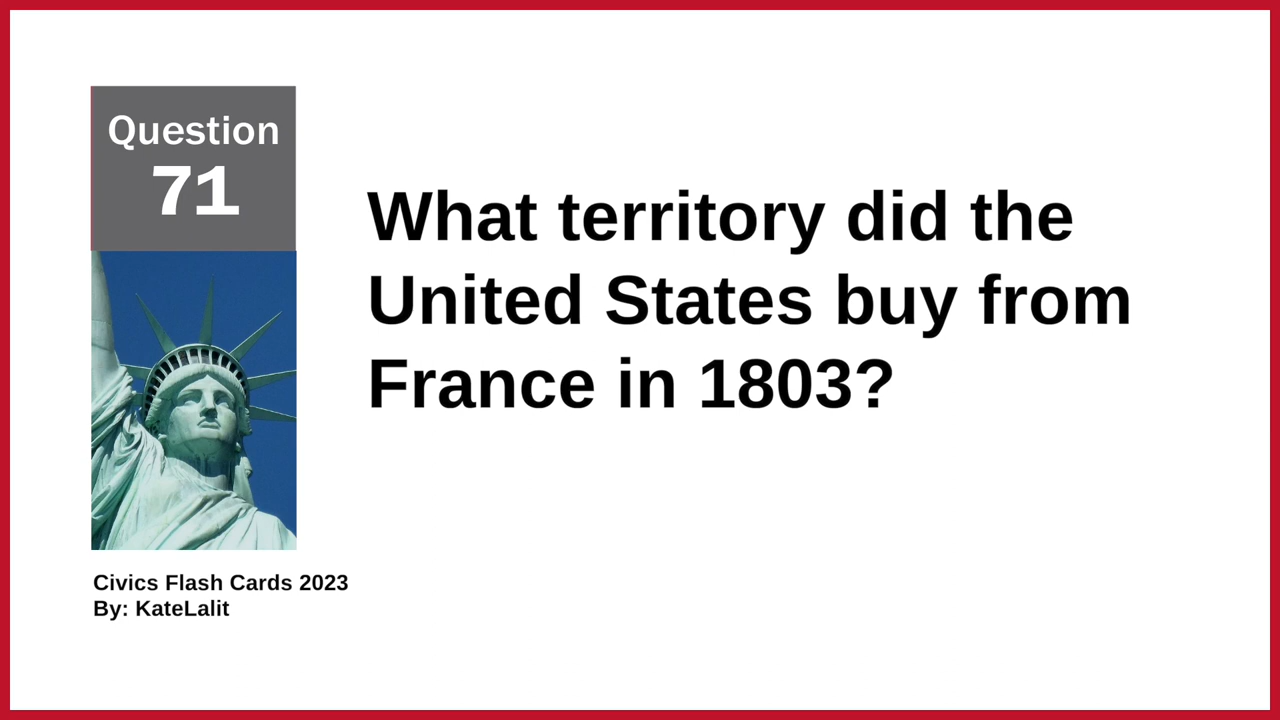 Question
71
What territory did the
United States buy from
France in 1803?
Civics Flash Cards 2023
By: KateLalit